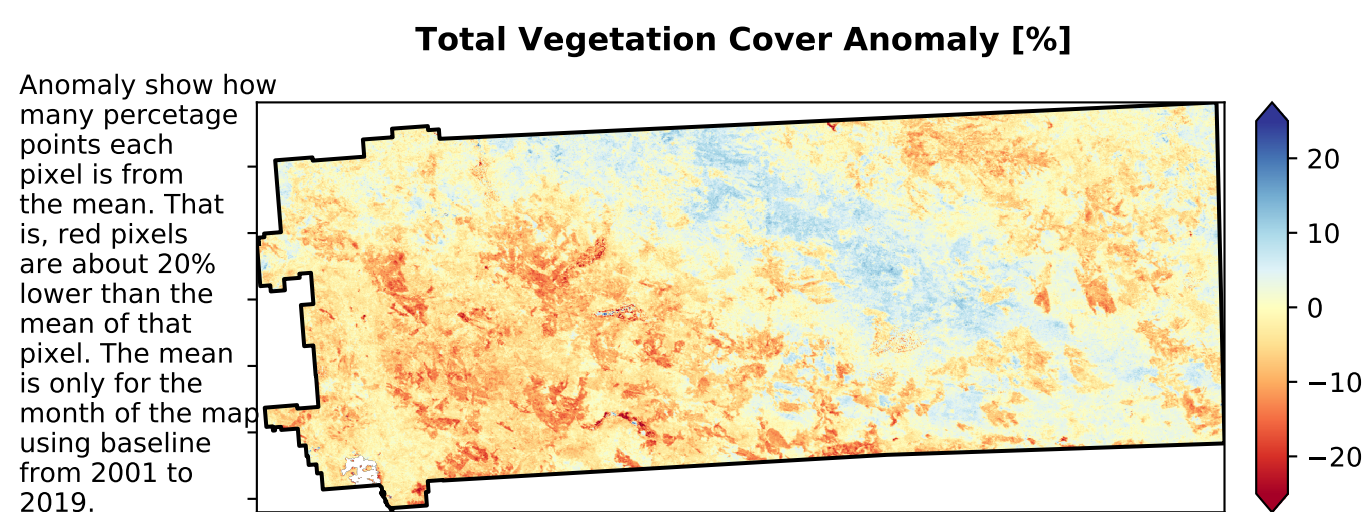 Total Vegetation Cover Anomaly [%]
Anomaly show how
many percetage
points each
pixel is from
the mean. That
is, red pixels
are about 20%
lower than the
mean of that
pixel. The mean
is only for the
month of the map
using baseline
from 2001 to
2019.
20
10
0
−10
−20